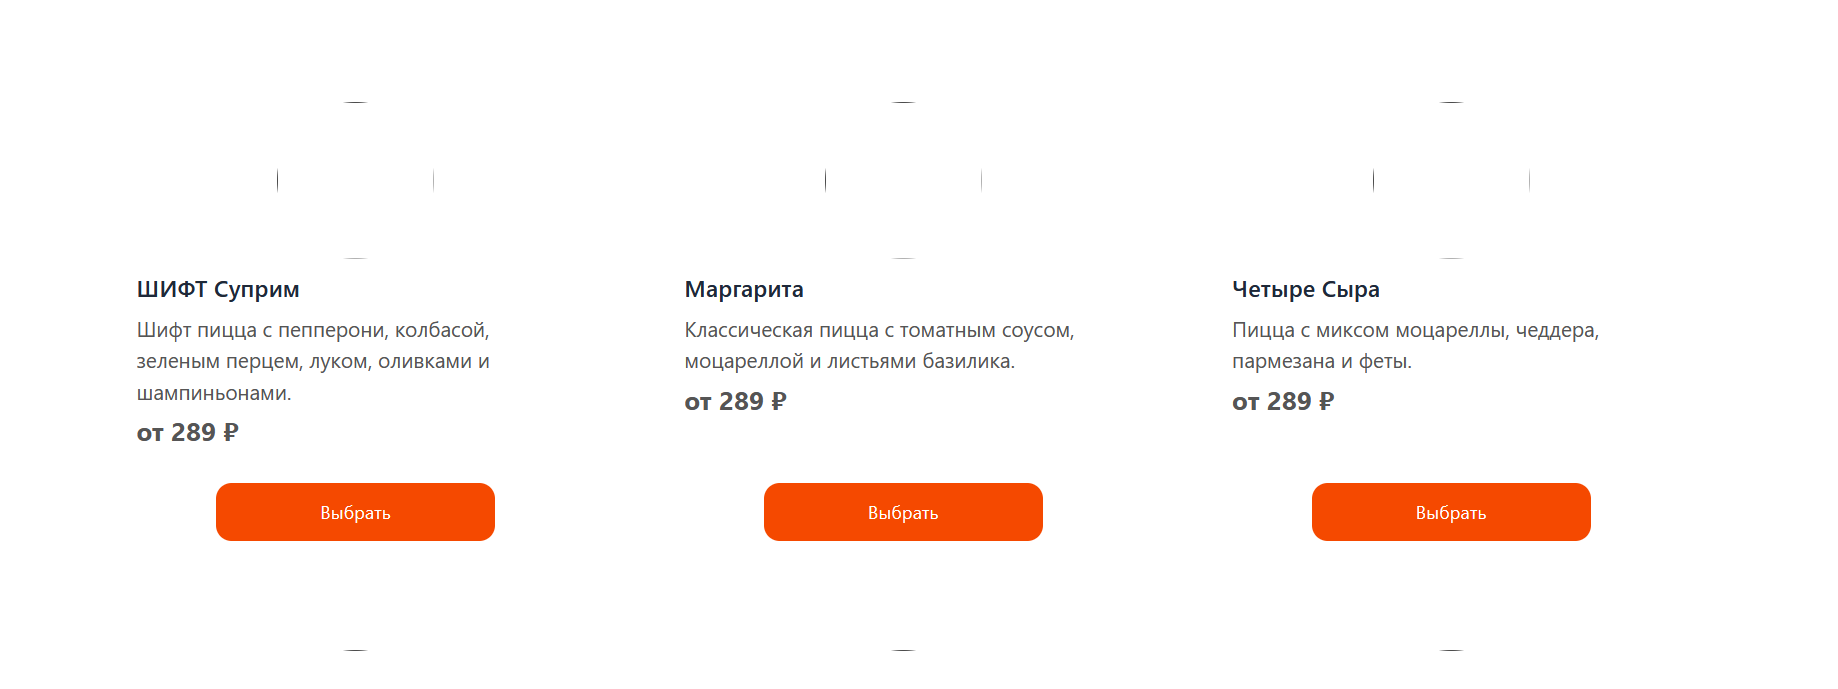 ШИФТ Суприм
Шифт пицца с пепперони, колбасой,
зеленым перцем, луком, оливками и
шампиньонами.
от 289 ₽
Выбрать
Маргарита
Классическая пицца с томатным соусом,
моцареллой и листьями базилика.
от 289 ₽
Выбрать
Четыре Сыра
Пицца с миксом моцареллы, чеддера,
пармезана и феты.
от 289 ₽
Выбрать